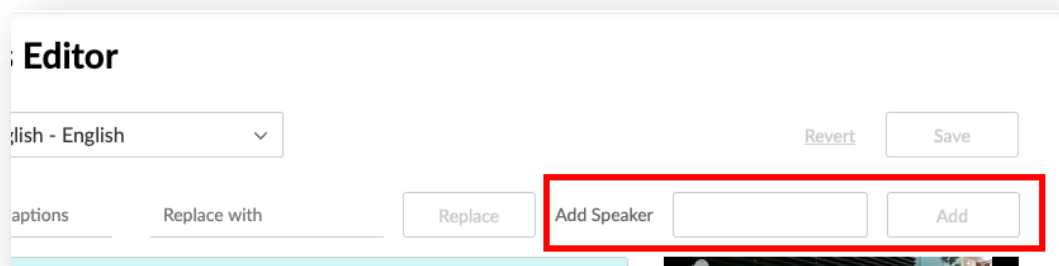 Editor
glish - English
Revert
Save
aptions
Replace with
Replace
Add Speaker
Add